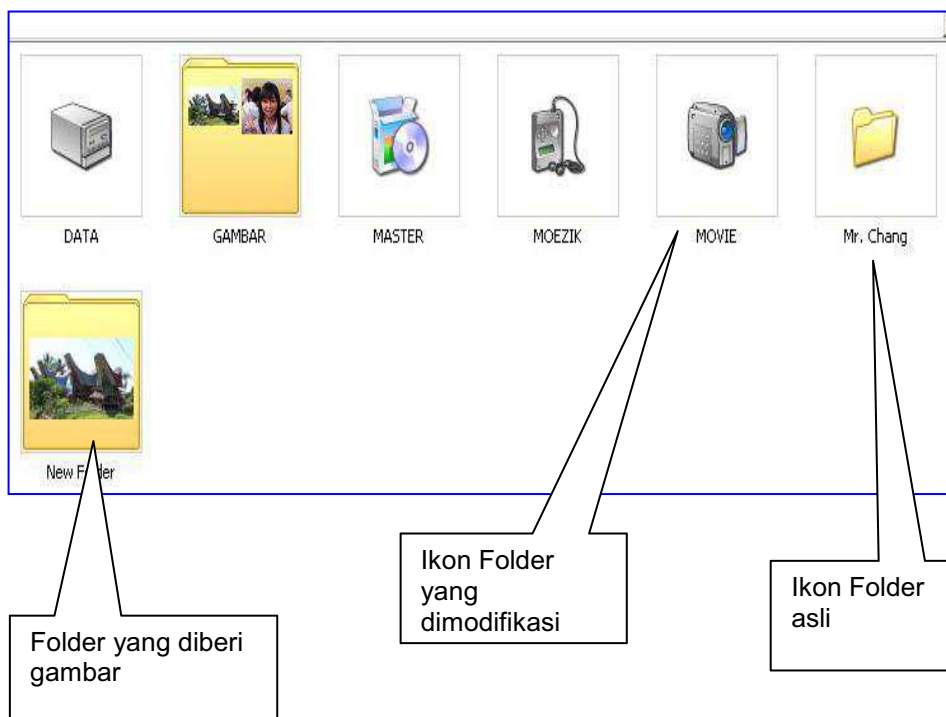 DATA GAMBAR MASTER MOEZIK MOVIE Mr. Chang
New Folder
Ikon Folder
yang
dimodifikasi
Ikon Folder
asli
Folder yang diberi
gambar